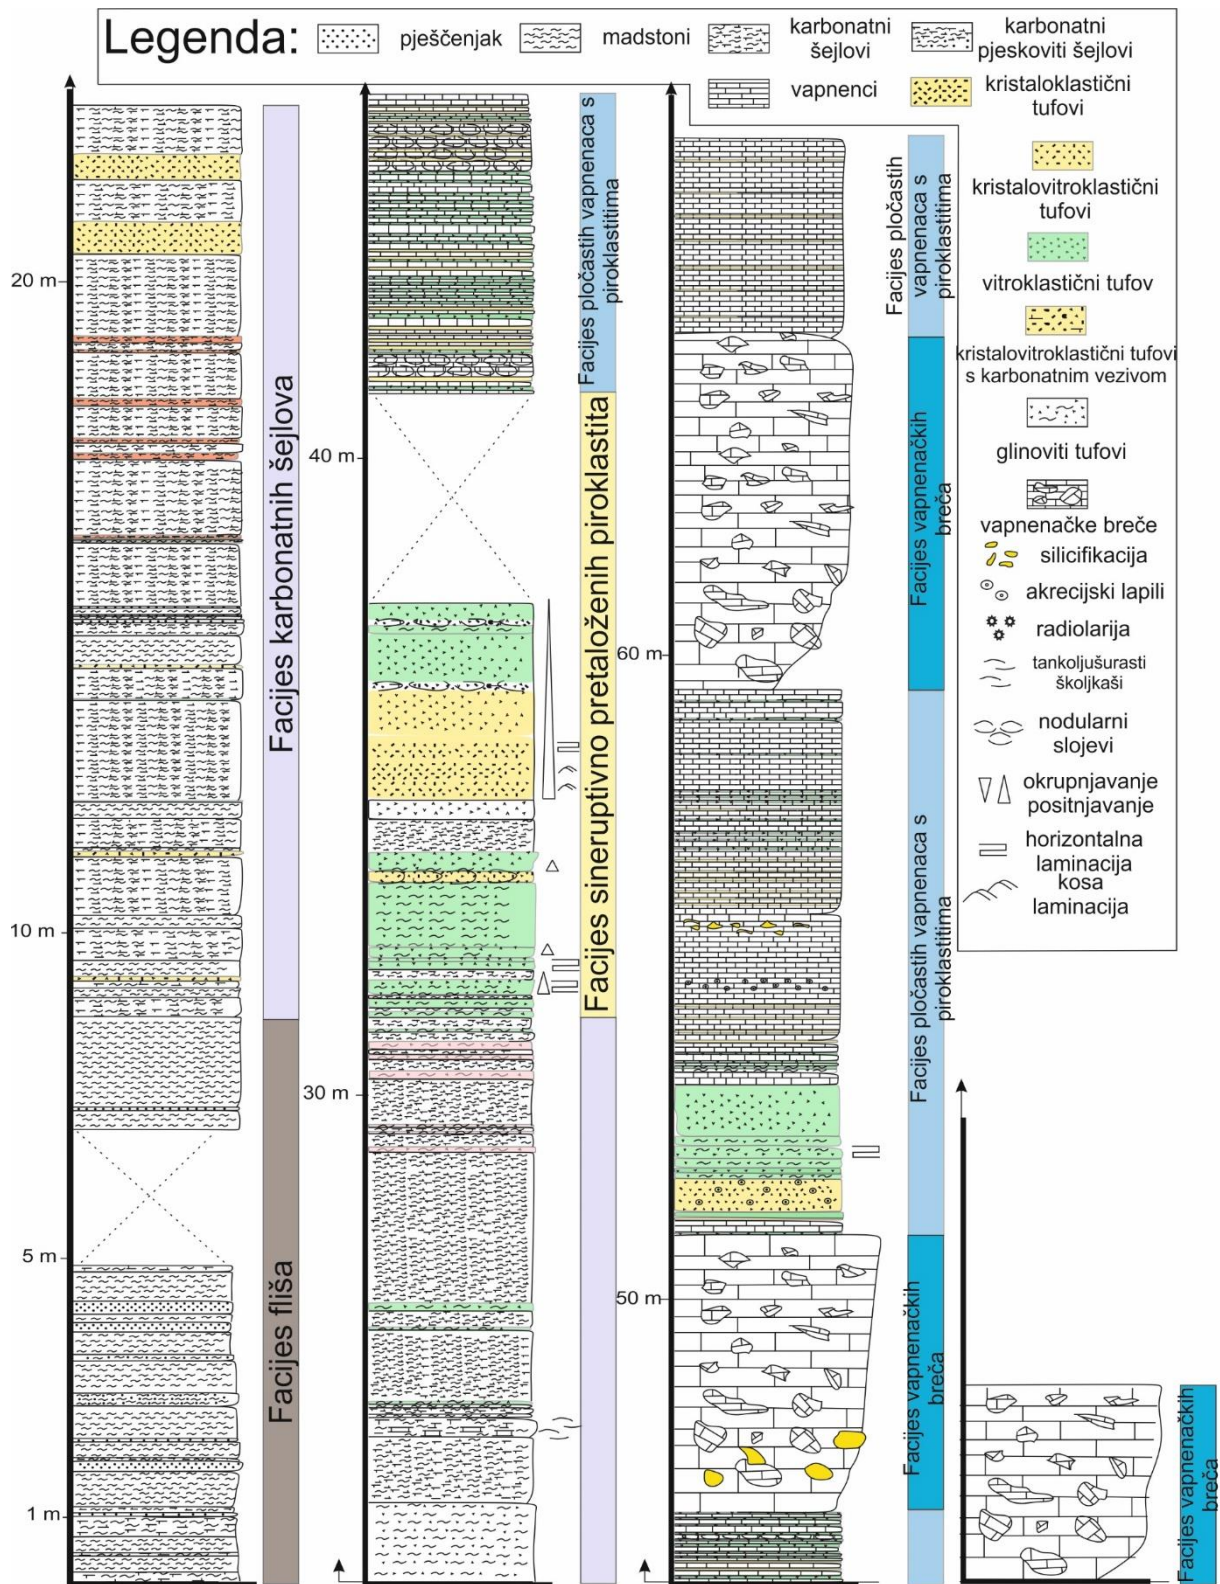 Legenda:
pješčenjak
madstoni
karbonatni
šejlovi
karbonatni
pjeskoviti šejlovi
vapnenci
kristaloklastični
tufovi
kristalovitroklastični
tufovi
vitroklastični tufov
kristalovitroklastični tufovi
s karbonatnim vezivom
glinoviti tufovi
vapnenačke breče
silicifikacija
akrecijski lapili
radiolarija
tankoljušurasti
školjkaši
nodularni
slojevi
okrupnjavanje
positnjavanje
horizontalna
laminacija
kosa
laminacija
20 m
10 m
5 m
1 m
Facijes karbonatnih šejlova
Facijes fliša
40 m
30 m
Facijes pločastih vapnenaca s
piroklastitima
Facijes sineruptivno pretaloženih piroklastita
60 m
50 m
Facijes pločastih
vapnenaca s
piroklastitima
Facijes vapnenačkih
breča
Facijes pločastih vapnenaca s
piroklastitima
Facijes vapnenačkih
breča
Facijes vapnenačkih
breča